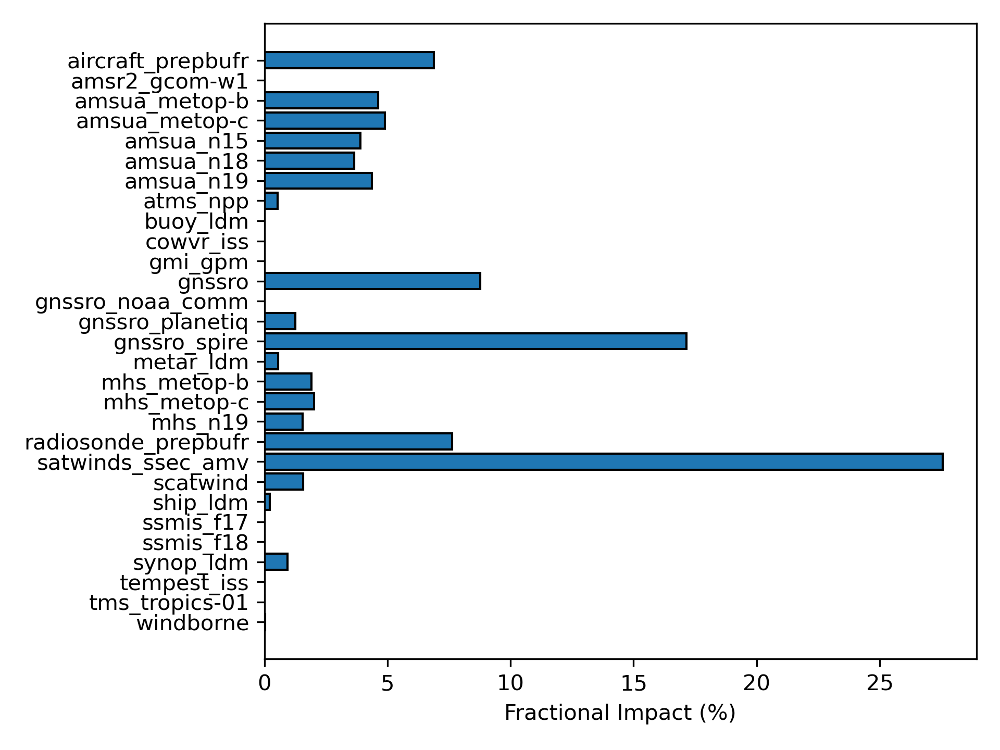 aircraft_prepbufr
amsr2_gcom-w1
amsua_metop-b
amsua_metop-c
amsua_n15
amsua_n18
amsua_n19
atms_npp
buoy_ldm
cowvr_iss
gmi_gpm
gnssro
gnssro_noaa_comm
gnssro_planetiq
gnssro_spire
metar_ldm
mhs_metop-b
mhs_metop-c
mhs_n19
radiosonde_prepbufr
satwinds_ssec_amv
scatwind
ship_ldm
ssmis_f17
ssmis_f18
synop_ldm
tempest_iss
tms_tropics-01
windborne
0 5 10 15 20 25
Fractional Impact (%)